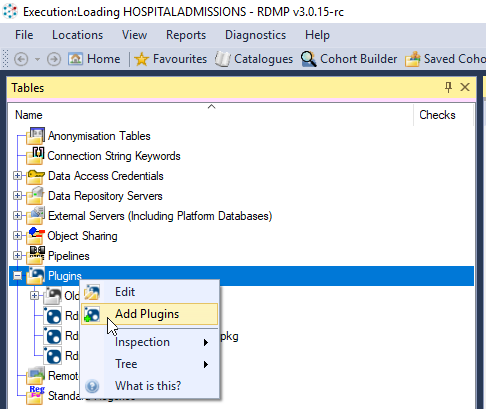 Execution:Loading HOSPITALADMISSIONS - RDMP v3.0.15-rc
File Locations View Reports Diagnostics Help
Home Favourites Catalogues Cohort Builder Saved Coho
Tables
Name Checks
Anonymisation Tables
Connection String Keywords
Data Access Credentials
Data Repository Servers
External Servers (Including Platform Databases)
Object Sharing
Pipelines
Plugins
Old
Edit
Add Plugins
Rd
Rd pkg
Inspection
Rd
Tree
Remot
What is this?
Standard